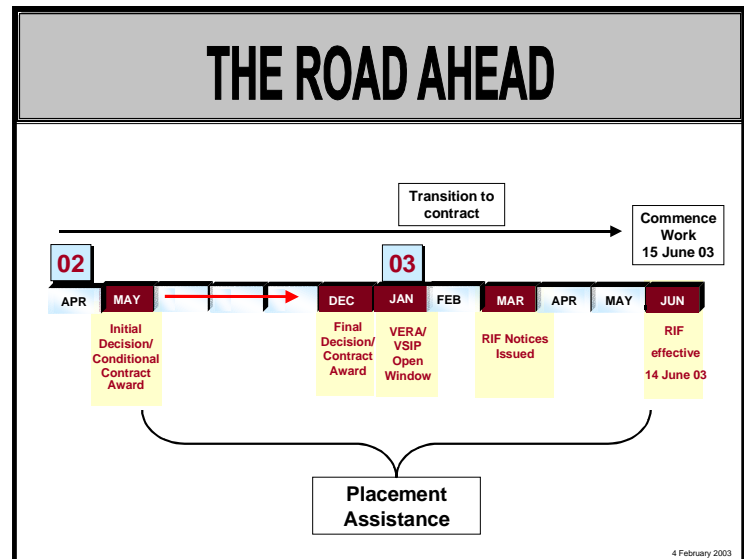 THE ROAD AHEAD
Transition to
contract
Commence
Work
15 June 03
02
03
APR
MAY
DEC
JAN
FEB
MAR
APR
MAY
JUN
Initial
Decision/
Conditional
Contract
Award
Final
Decision/
Contract
Award
VERA/
VSIP
Open
Window
RIF Notices
Issued
RIF
effective
14 June 03
Placement
Assistance
4 February 2003